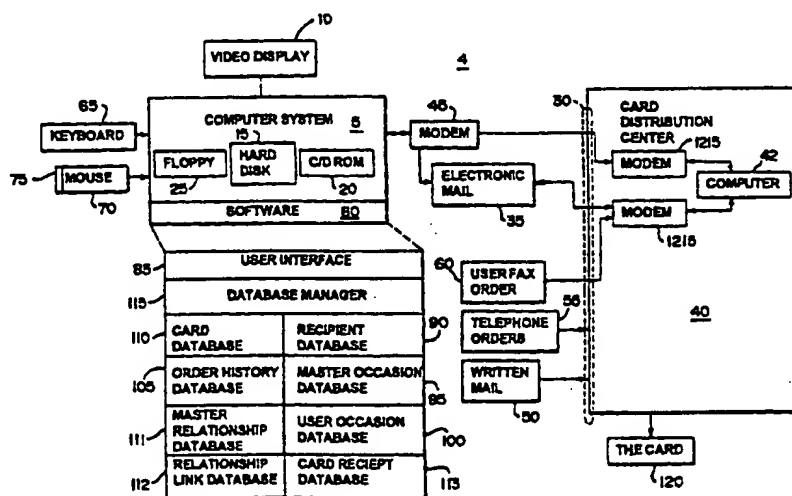 10
VIDEO DISPLAY
4
65
KEYBOARD
COMPUTER SYSTEM 5
15
HARD DISK
FLOPPY
25
C/D ROM
20
75
MOUSE
70
SOFTWARE 80
45
MODEM
ELECTRONIC MAIL
35
30
CARD DISTRIBUTION CENTER
1215
MODEM
42
COMPUTER
MODEM
1215
60
USER FAX ORDER
55
TELEPHONE ORDERS
WRITTEN MAIL
50
40
THE CARD
120
85
USER INTERFACE
115
DATABASE MANAGER
110
CARD DATABASE
RECIPIENT DATABASE
90
105
ORDER HISTORY DATABASE
MASTER OCCASION DATABASE
95
111
MASTER RELATIONSHIP DATABASE
USER OCCASION DATABASE
100
112
RELATIONSHIP LINK DATABASE
CARD RECIEPT DATABASE
113